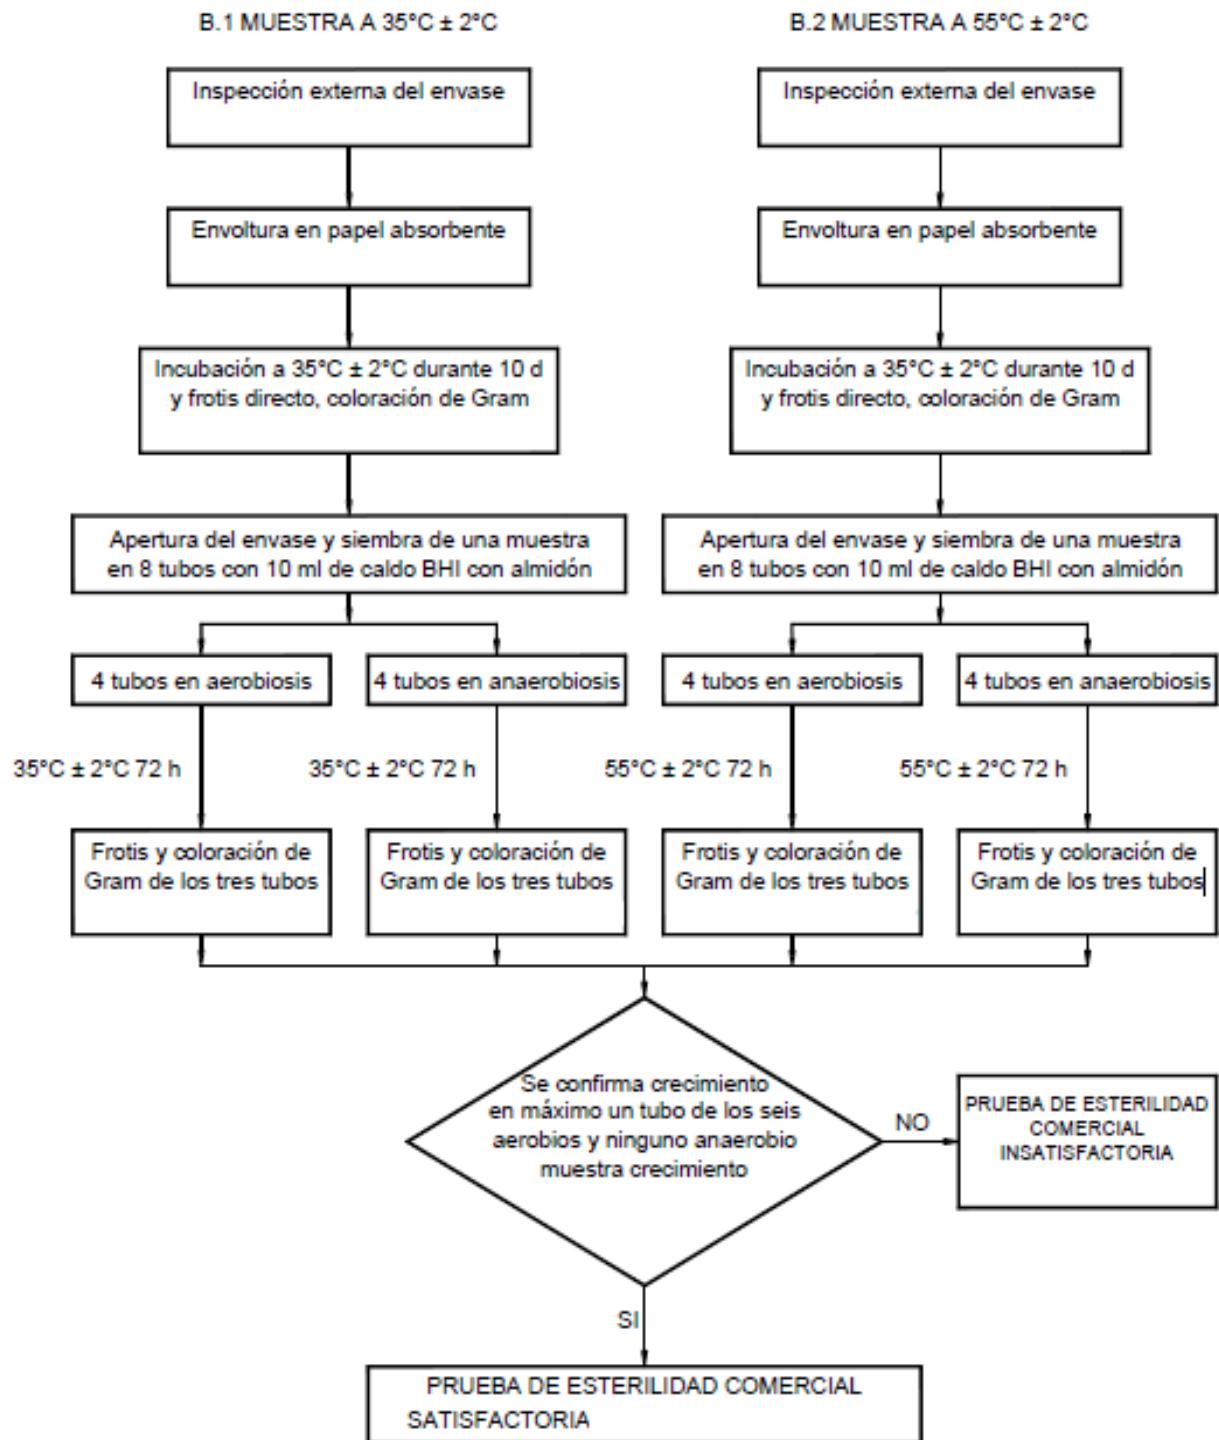 B.1 MUESTRA A 35°C ± 2°C
B.2 MUESTRA A 55°C ± 2°C
Inspección externa del envase
Inspección externa del envase
Envoltura en papel absorbente
Envoltura en papel absorbente
Incubación a 35°C ± 2°C durante 10 d
y frotis directo, coloración de Gram
Incubación a 35°C ± 2°C durante 10 d
y frotis directo, coloración de Gram
Apertura del envase y siembra de una muestra
en 8 tubos con 10 ml de caldo BHI con almidón
Apertura del envase y siembra de una muestra
en 8 tubos con 10 ml de caldo BHI con almidón
4 tubos en aerobiosis
4 tubos en anaerobiosis
4 tubos en aerobiosis
4 tubos en anaerobiosis
35°C ± 2°C 72 h
35°C ± 2°C 72 h
55°C ± 2°C 72 h
55°C ± 2°C 72 h
Frotis y coloración de
Gram de los tres tubos
Frotis y coloración de
Gram de los tres tubos
Frotis y coloración de
Gram de los tres tubos
Frotis y coloración de
Gram de los tres tubos
Se confirma crecimiento
en máximo un tubo de los seis
aerobios y ninguno anaerobio
muestra crecimiento
NO
PRUEBA DE ESTERILIDAD
COMERCIAL
INSATISFACTORIA
SI
PRUEBA DE ESTERILIDAD COMERCIAL
SATISFACTORIA